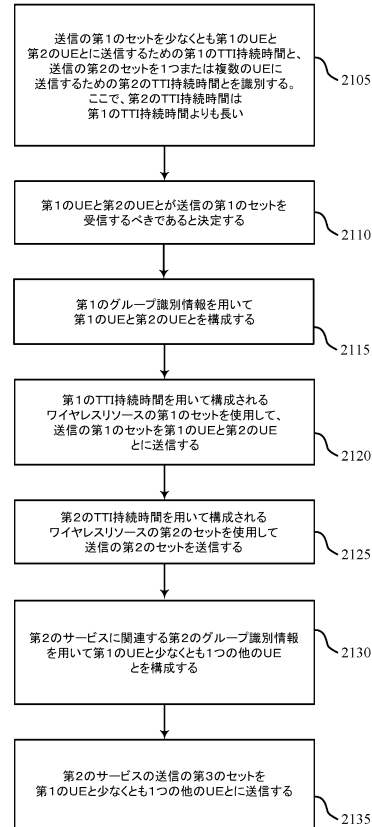 送信の第1のセットを少なくとも第1のUEと
第2のUEとに送信するための第1のTTI持続時間と、
送信の第2のセットを1つまたは複数のUEに
送信するための第2のTTI持続時間とを識別する。
ここで、第2のTTI持続時間は
第1のTTI持続時間よりも長い
2105
第1のUEと第2のUEとが送信の第1のセットを
受信するべきであると決定する
2110
第1のグループ識別情報を用いて
第1のUEと第2のUEとを構成する
2115
第1のTTI持続時間を用いて構成される
ワイヤレスリソースの第1のセットを使用して、
送信の第1のセットを第1のUEと第2のUE
とに送信する
2120
第2のTTI持続時間を用いて構成される
ワイヤレスリソースの第2のセットを使用して
送信の第2のセットを送信する
2125
第2のサービスに関連する第2のグループ識別情報
を用いて第1のUEと少なくとも1つの他のUE
とを構成する
2130
第2のサービスの送信の第3のセットを
第1のUEと少なくとも1つの他のUEとに送信する
2135